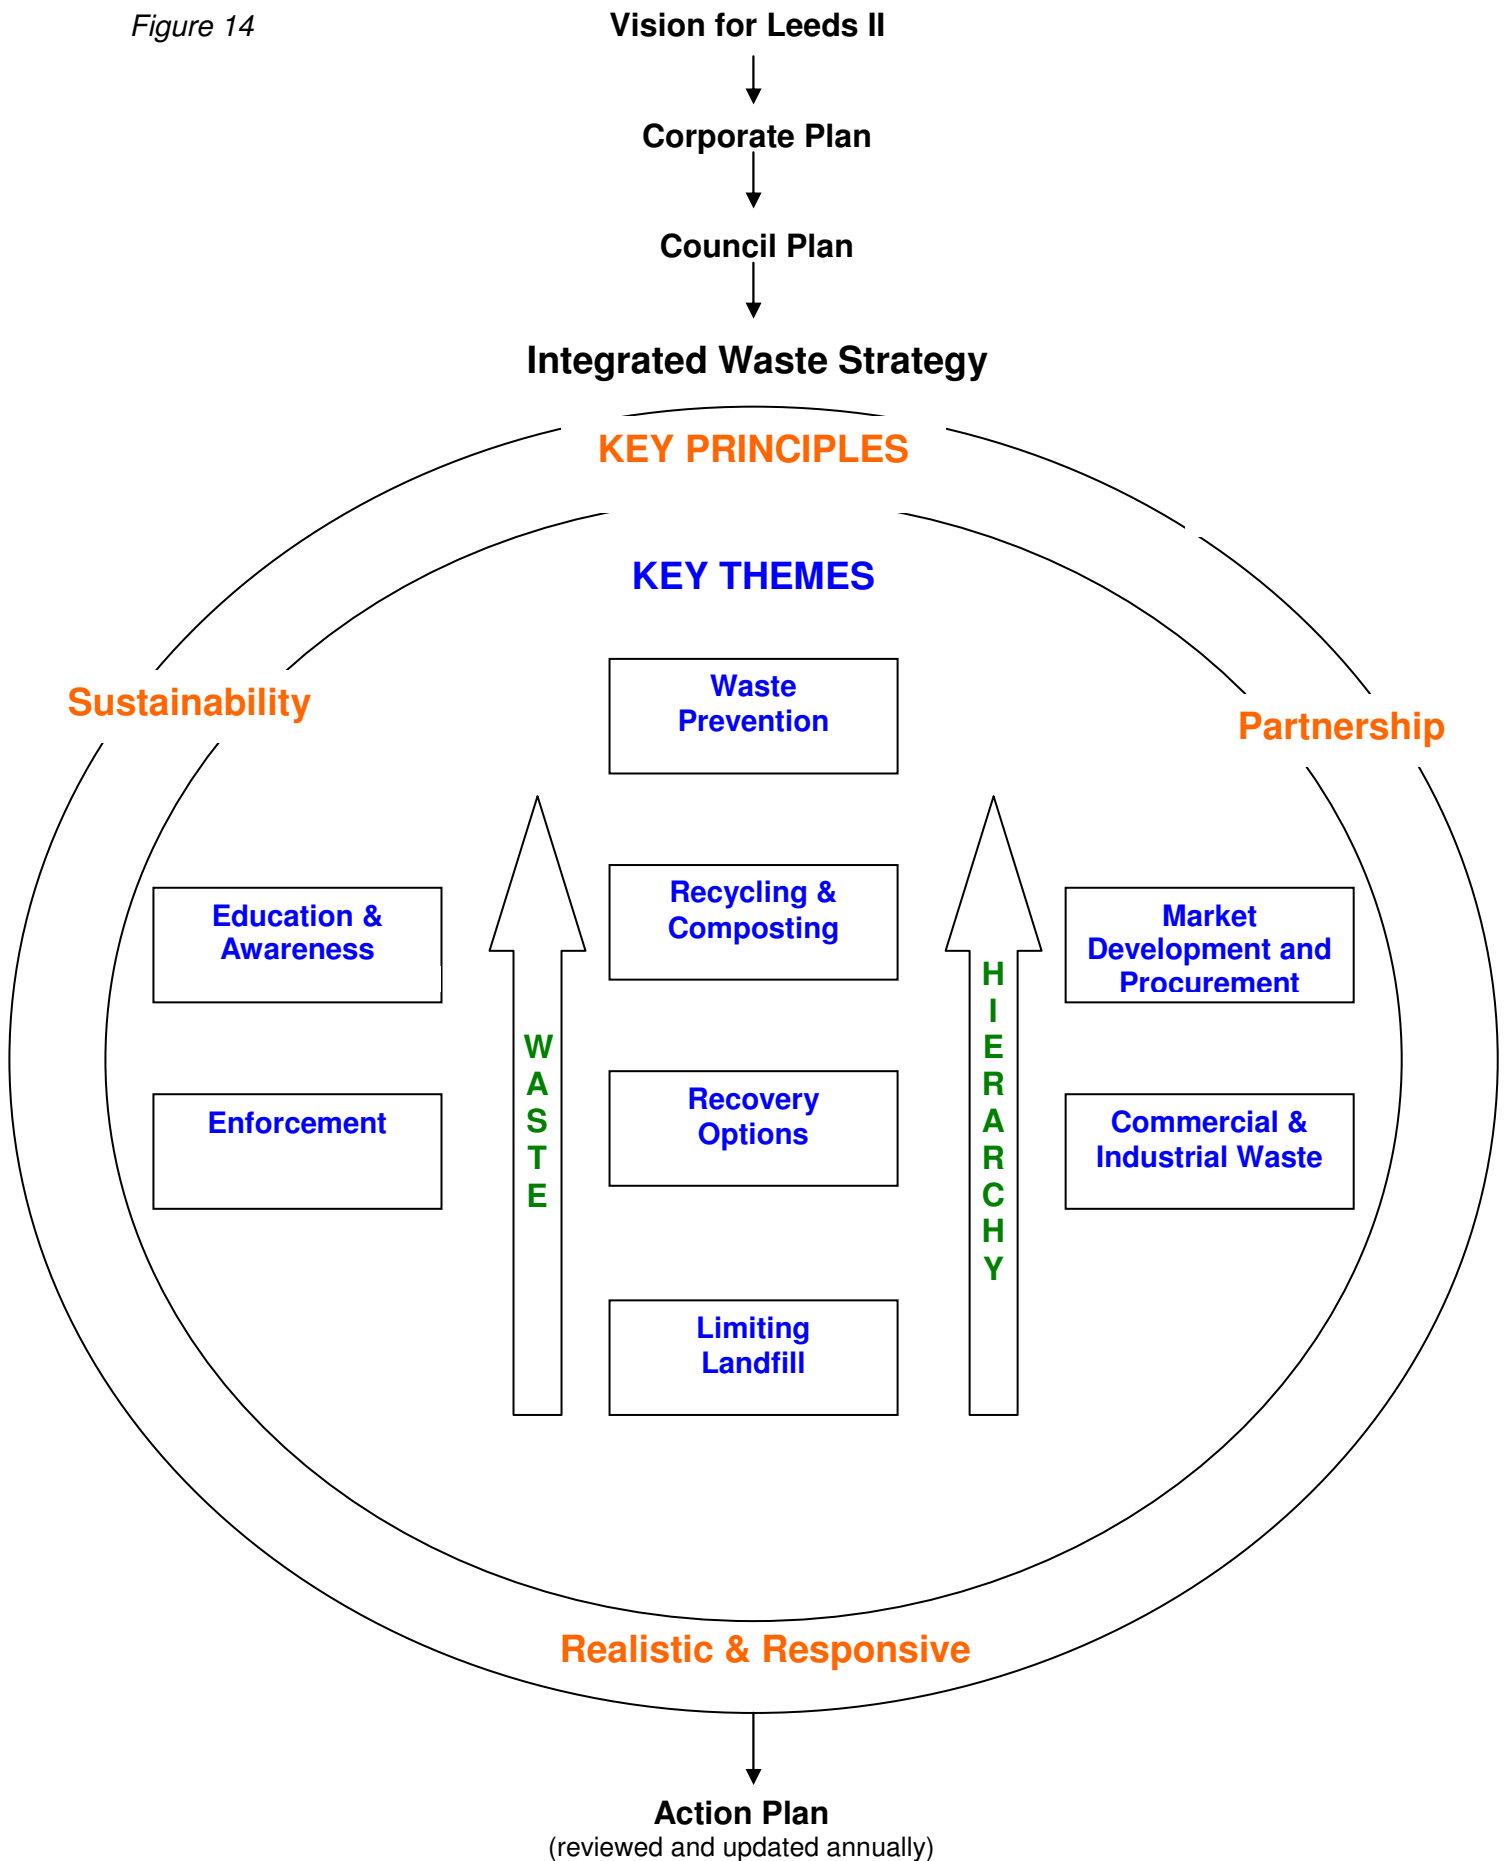 Figure 14
Vision for Leeds II
Corporate Plan
Council Plan
Integrated Waste Strategy
KEY PRINCIPLES
KEY THEMES
Sustainability
Partnership
Waste
Prevention
Education &
Awareness
Recycling &
Composting
Market
Development and
Procurement
WASTE
HIERARCHY
Enforcement
Recovery
Options
Commercial &
Industrial Waste
Limiting
Landfill
Realistic & Responsive
Action Plan
(reviewed and updated annually)